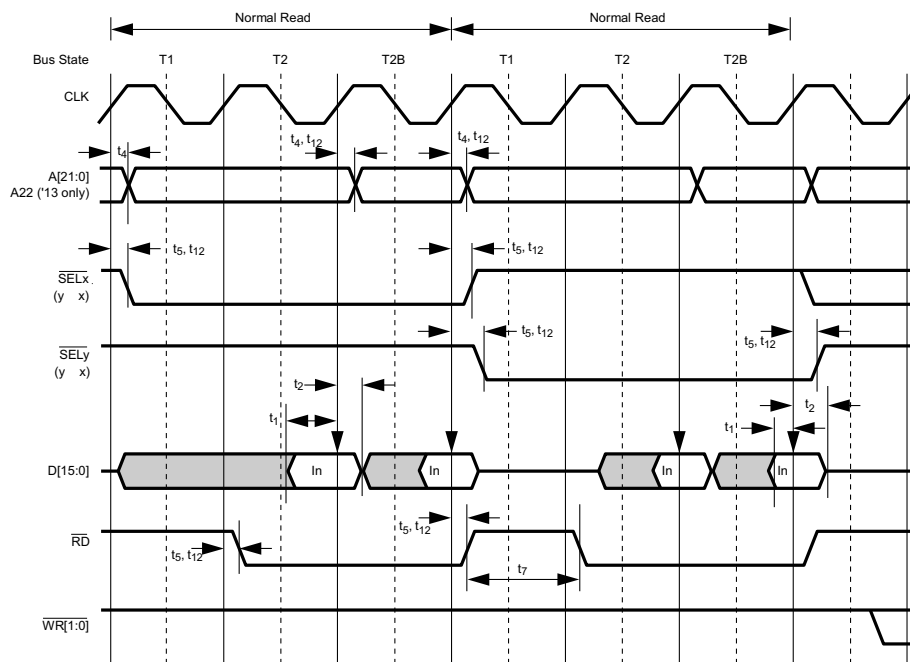 Normal Read Normal Read
Bus State T1 T2 T2B T1 T2 T2B
CLK
t4 t4, t12 t4, t12
A[21:0]
A22 ('13 only)
t5, t12 t5, t12
SELx
(y x)
t5, t12 t5, t12
SELy
(y x)
t2 t2
t1 t1
D[15:0] In In In In
t5, t12
RD
t5, t12 t7
WR[1:0]